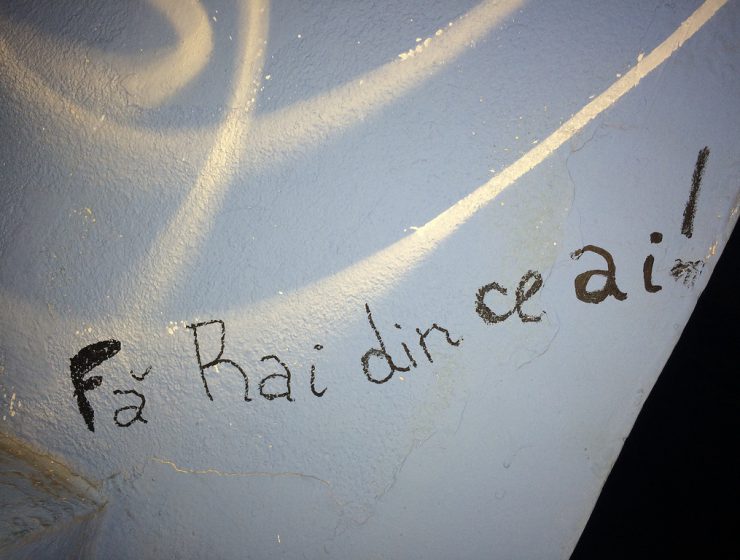 Fă Rai din ce ai!